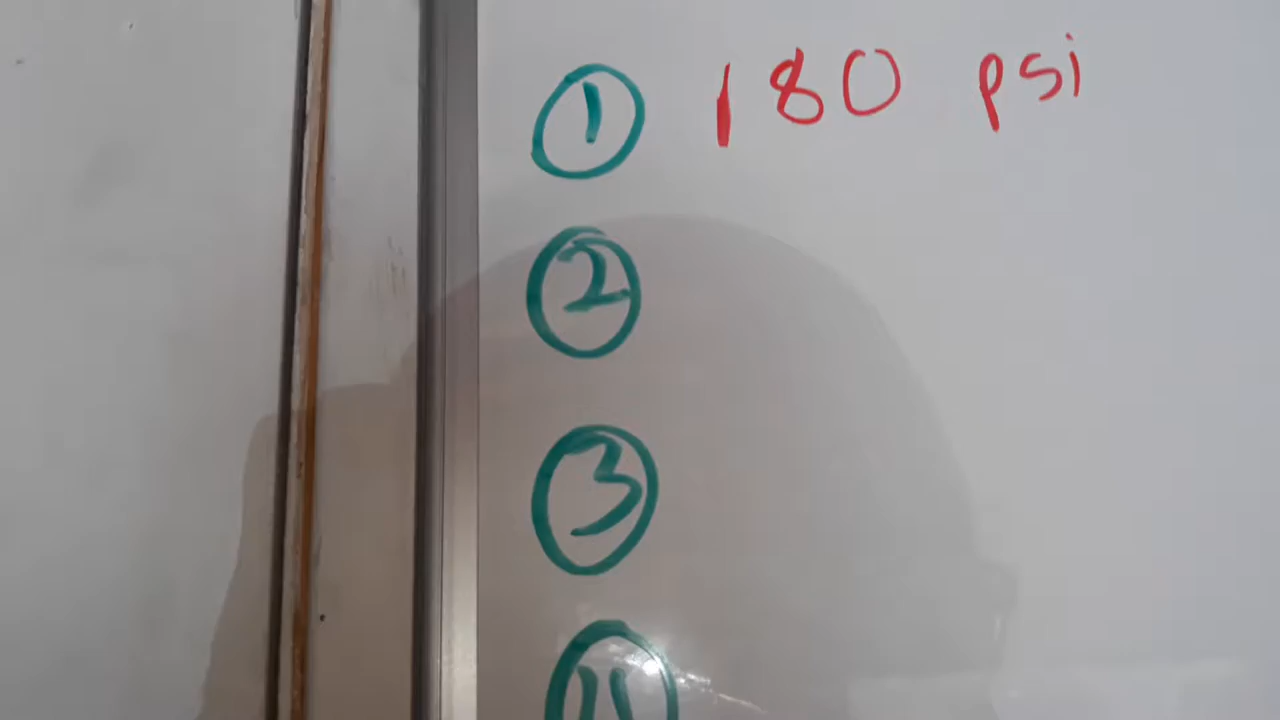 ① 180 psi
②
③